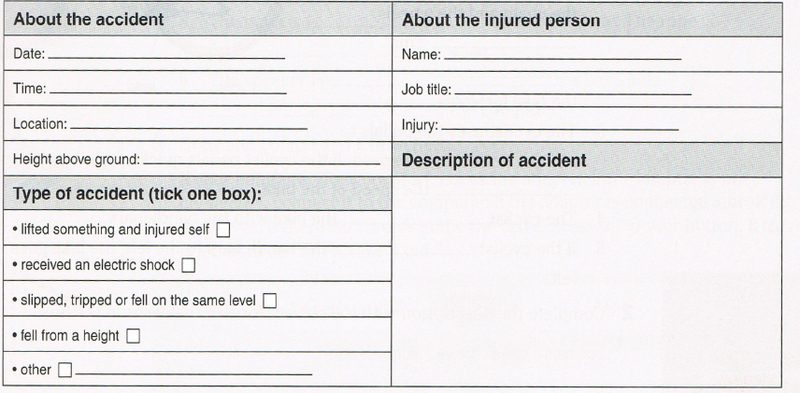 About the accident
Date:
Time:
Location:
Height above ground:
Type of accident (tick one box):
• lifted something and injured self
• received an electric shock
• slipped, tripped or fell on the same level
• fell from a height
• other
About the injured person
Name:
Job title:
Injury:
Description of accident